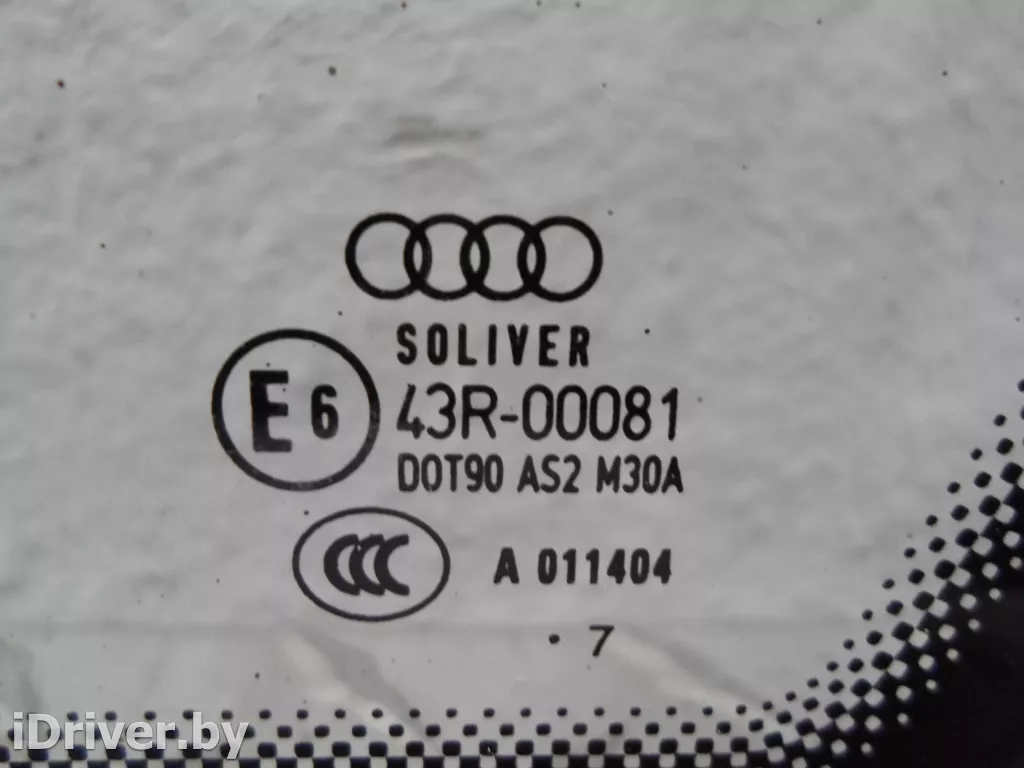 SOLIVER
E6 43R-00081
DOT90 AS2 M30A
CCC A 011404
. 7
iDriver.by